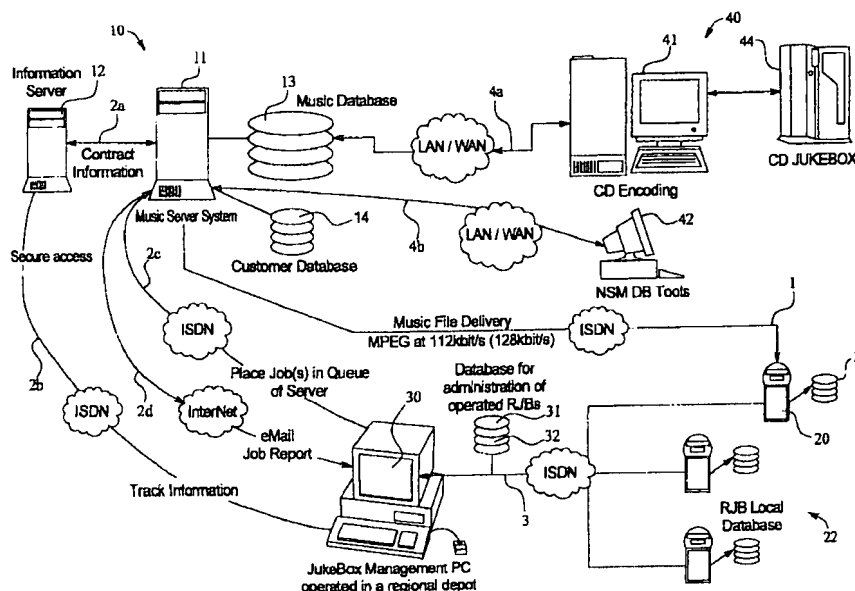 10
11
40
41
44
Information
Server
12
2a
13
Music Database
4a
Contract
Information
LAN / WAN
CD Encoding
CD JUKEBOX
Music Server System
14
42
Secure access
2c
Customer Database
4b
LAN / WAN
NSM DB Tools
ISDN
Music File Delivery
MPEG at 112kbit/s (128kbit/s)
ISDN
1
2b
Place Job(s) in Queue
of Server
Database for
administration of
operated RJBs
2d
ISDN
InterNet
eMail
Job Report
30
31
32
ISDN
20
Track Information
3
RJB Local
Database
22
JukeBox Management PC
operated in a regional depot